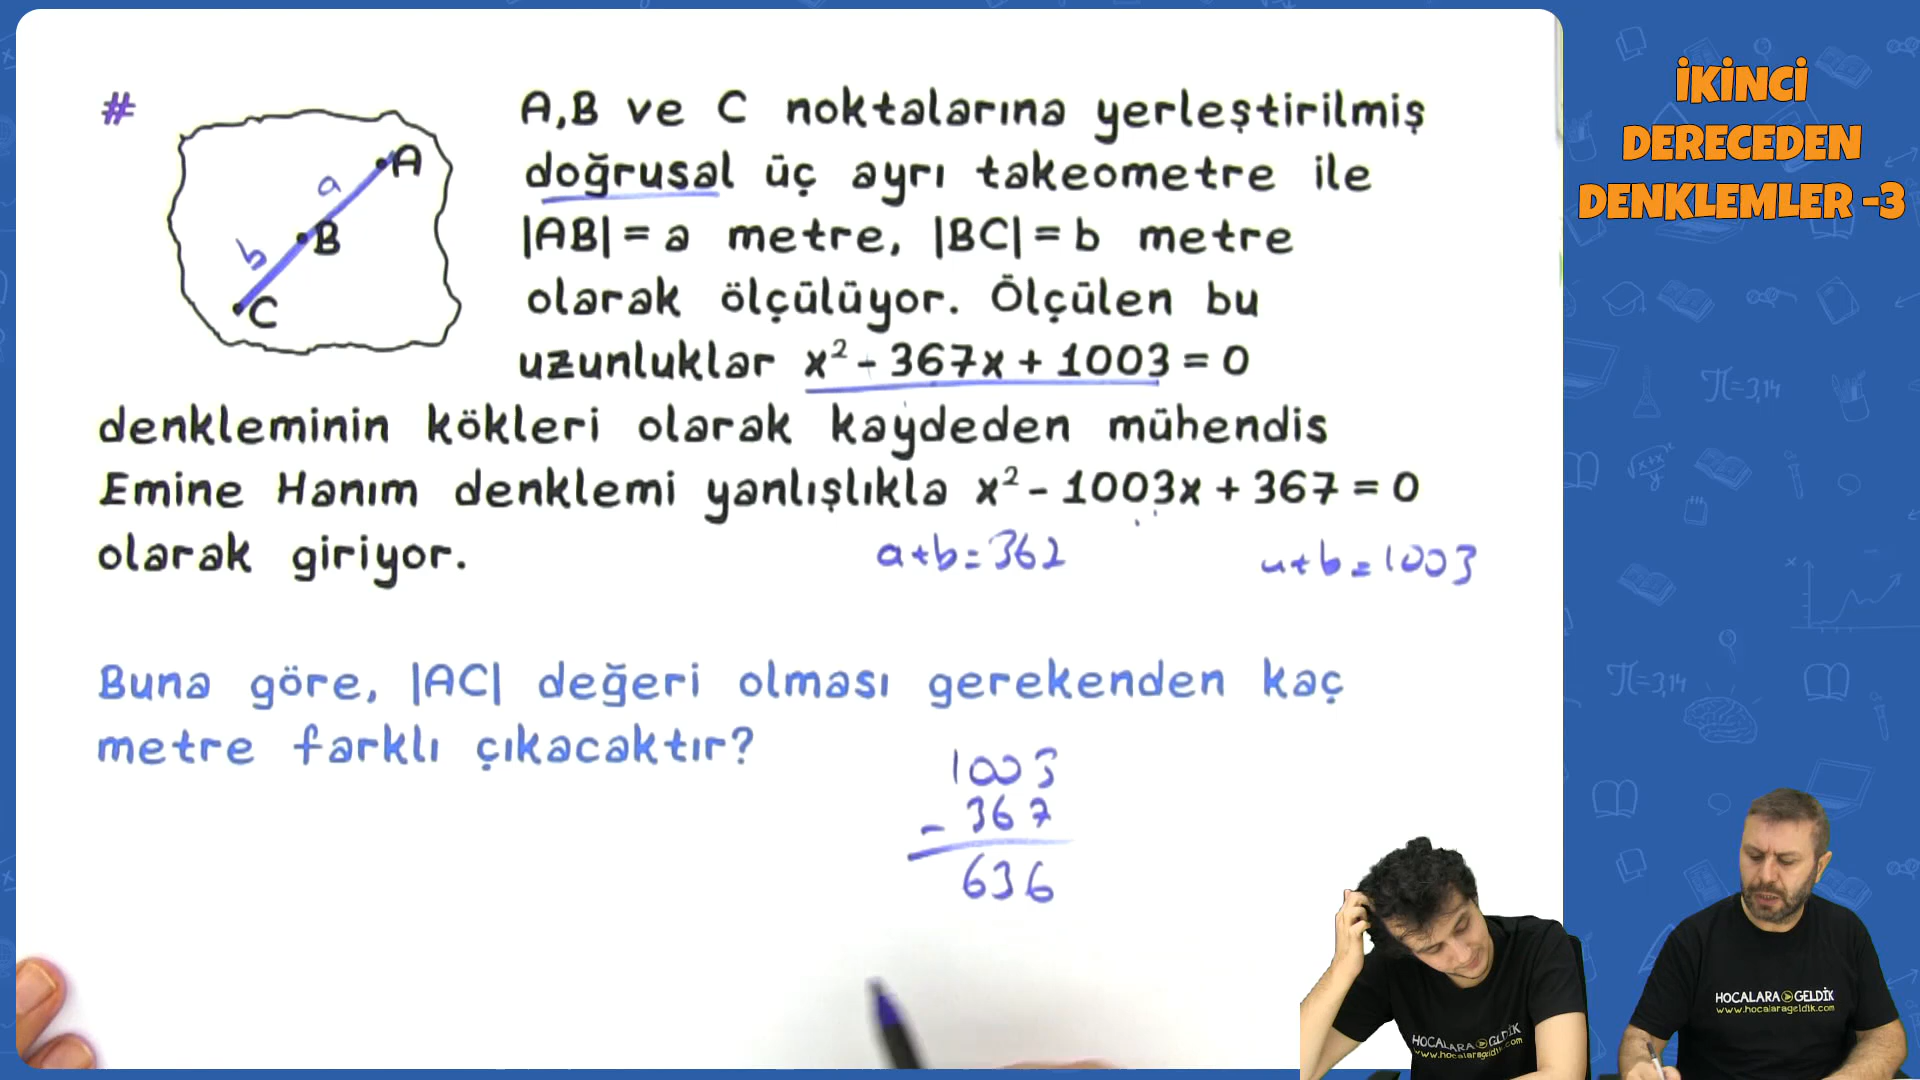 #
A
a
B
b
C
A,B ve C noktalarına yerleştirilmiş
doğrusal üç ayrı takeometre ile
|AB| = a metre, |BC| = b metre
olarak ölçülüyor. Ölçülen bu
uzunluklar x² - 367x + 1003 = 0
denkleminin kökleri olarak kaydeden mühendis
Emine Hanım denklemi yanlışlıkla x² - 1003x + 367 = 0
olarak giriyor.
a+b=362
a+b=1003
Buna göre, |AC| değeri olması gerekenden kaç
metre farklı çıkacaktır?
1003
- 367
636
İKİNCİ
DERECEDEN
DENKLEMLER -3
π=3,14
π=3,14
HOCALARA GELDİK
www.hocalarageldik.com
HOCALARA GELDİK
www.hocalarageldik.com